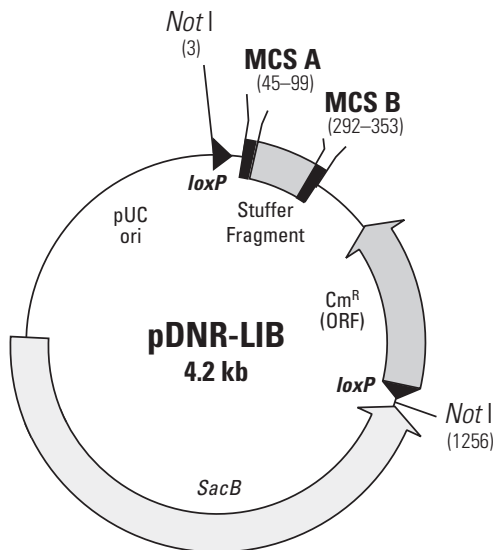 Not I
(3)
MCS A
(45–99)
MCS B
(292–353)
loxP
Stuffer
Fragment
pUC
ori
CmR
(ORF)
pDNR-LIB
4.2 kb
loxP
Not I
(1256)
SacB